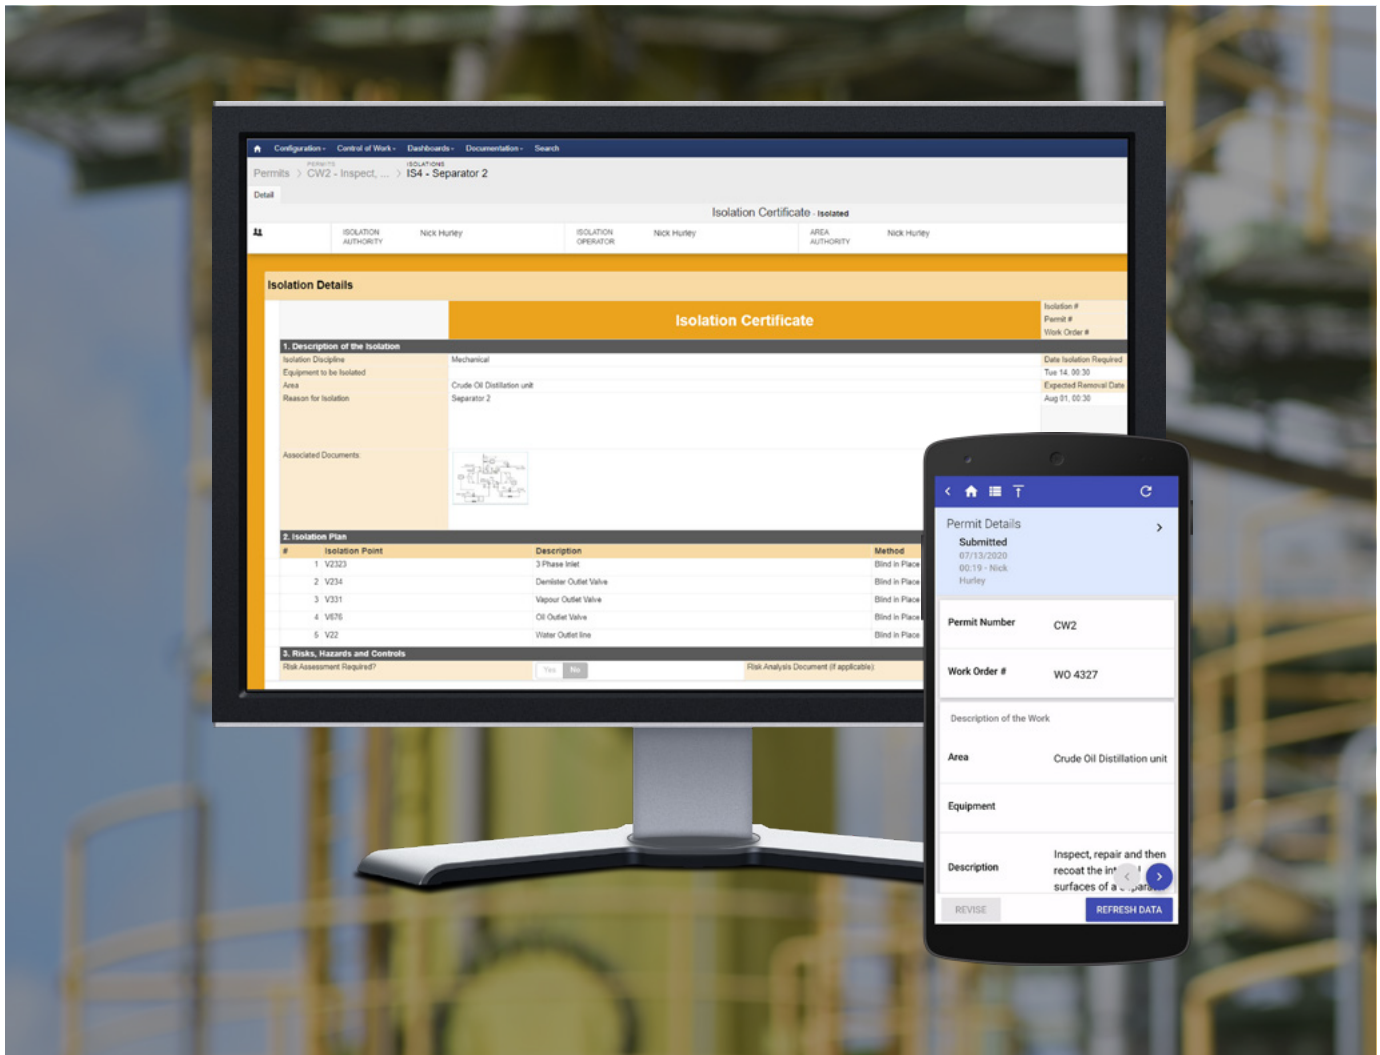 Configuration Control of Work Dashboards Documentation Search
PERMITS ISOLATIONS
Permits > CW2 - Inspect, ... > IS4 - Separator 2
Detail
Isolation Certificate - Isolated
ISOLATION AUTHORITY Nick Hurley ISOLATION OPERATOR Nick Hurley AREA AUTHORITY Nick Hurley
Isolation Details
Isolation Certificate
Isolation #
Permit #
Work Order #
1. Description of the Isolation
Isolation Discipline Mechanical Date Isolation Required
Equipment to be Isolated Tue 14, 00:30
Area Crude Oil Distillation unit Expected Removal Date
Reason for Isolation Separator 2 Aug 01, 00:30
Associated Documents:
2. Isolation Plan
# Isolation Point Description Method
1 V2323 3 Phase Inlet Blind in Place
2 V234 Demister Outlet Valve Blind in Place
3 V331 Vapour Outlet Valve Blind in Place
4 V676 Oil Outlet Valve Blind in Place
5 V22 Water Outlet line Blind in Place
3. Risks, Hazards and Controls
Risk Assessment Required? Yes No Risk Analysis Document (if applicable):
Permit Details
Submitted
07/13/2020
00:19 - Nick
Hurley
Permit Number CW2
Work Order # WO 4327
Description of the Work
Area Crude Oil Distillation unit
Equipment
Description Inspect, repair and then
recoat the
surfaces of a
REVISE REFRESH DATA